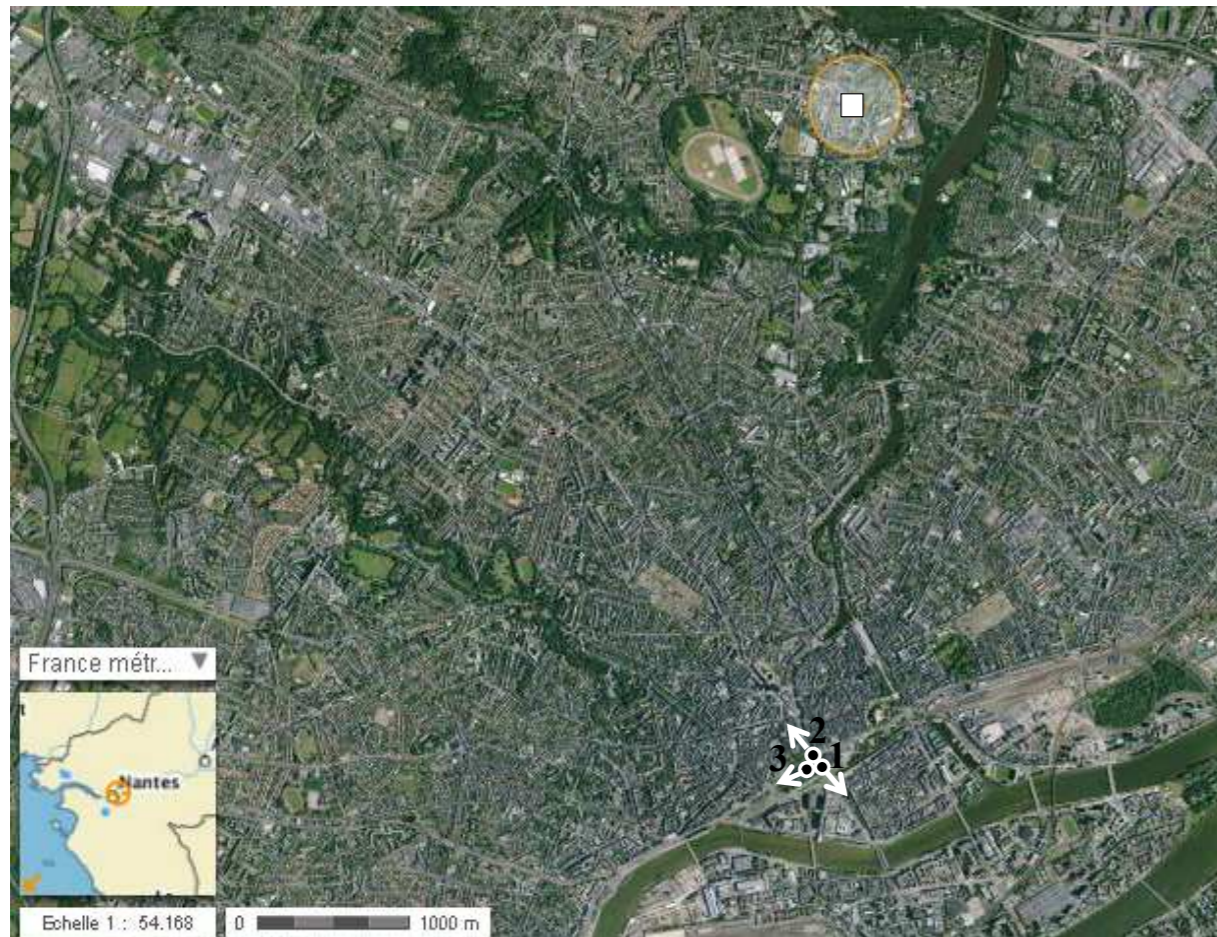 2
3 1
France métr... ▼
Nantes
Echelle 1 : 54.168
0 1000 m